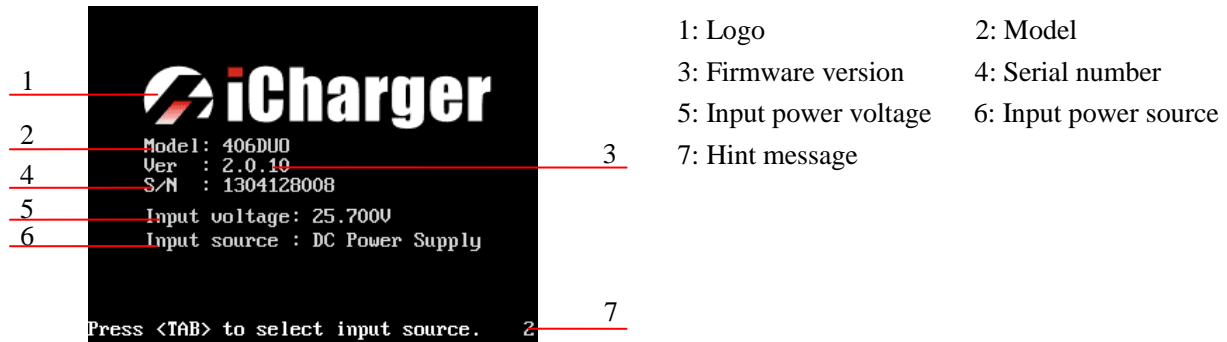 iCharger
Model: 406DUO
Ver : 2.0.10
S/N : 1304128008
Input voltage: 25.700V
Input source : DC Power Supply
Press <TAB> to select input source. 2
1
2
3
4
5
6
7
1: Logo 2: Model
3: Firmware version 4: Serial number
5: Input power voltage 6: Input power source
7: Hint message